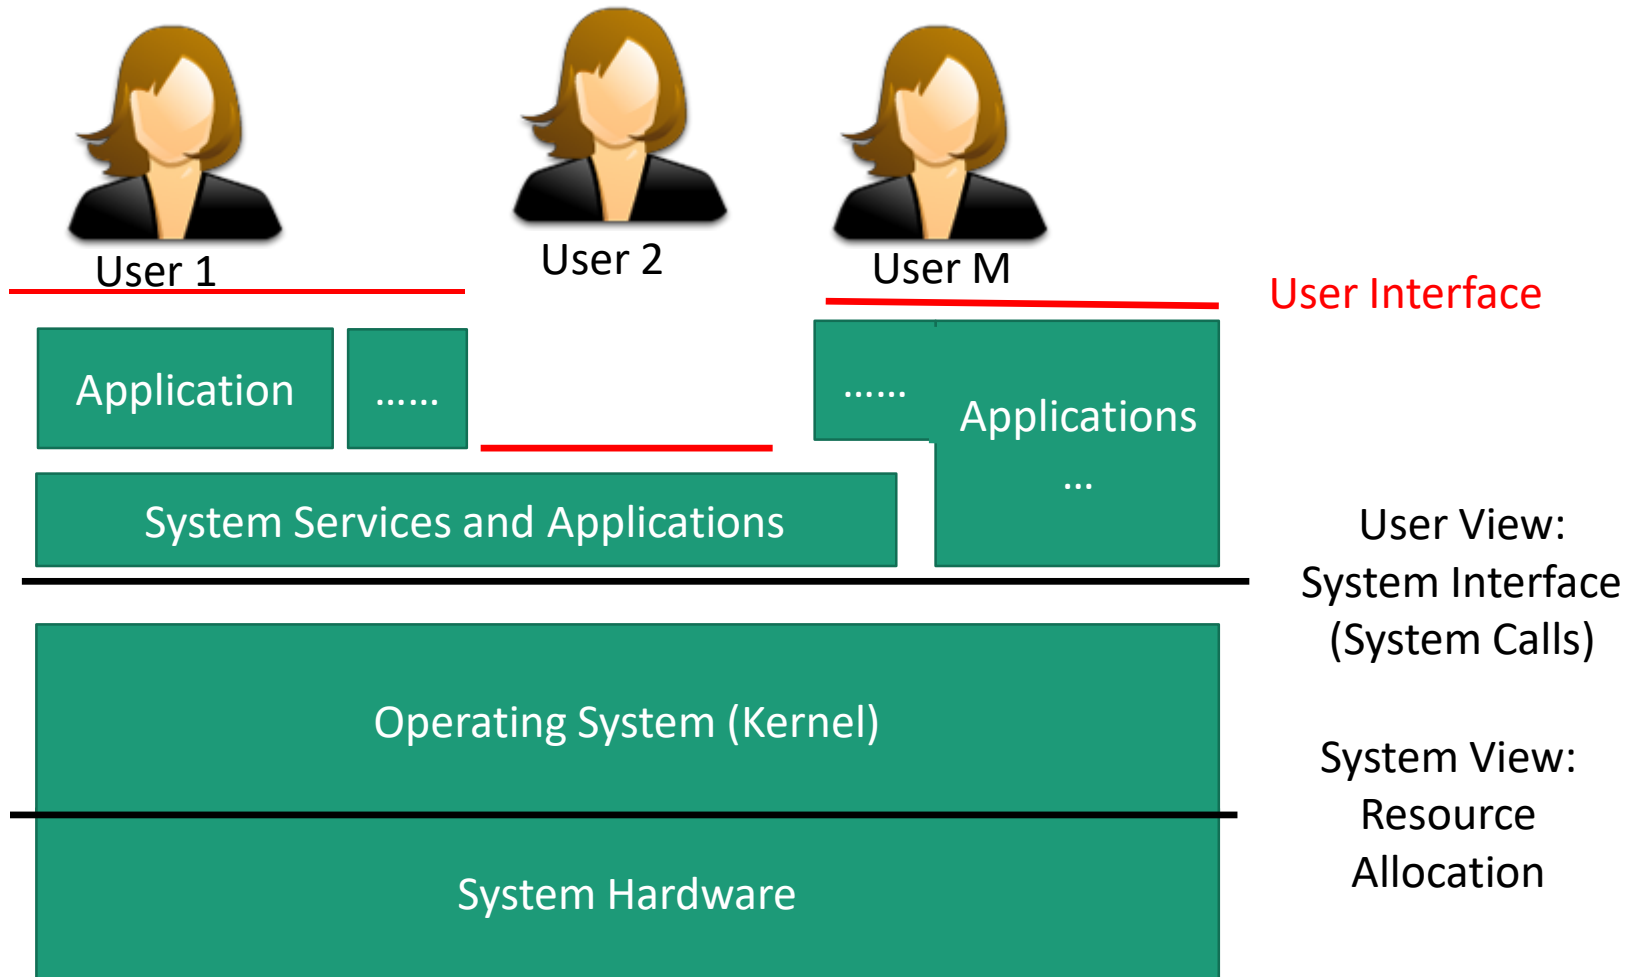 User 1
User 2
User M
User Interface
Application
......
......
Applications
...
System Services and Applications
User View:
System Interface
(System Calls)
Operating System (Kernel)
System View:
Resource
Allocation
System Hardware